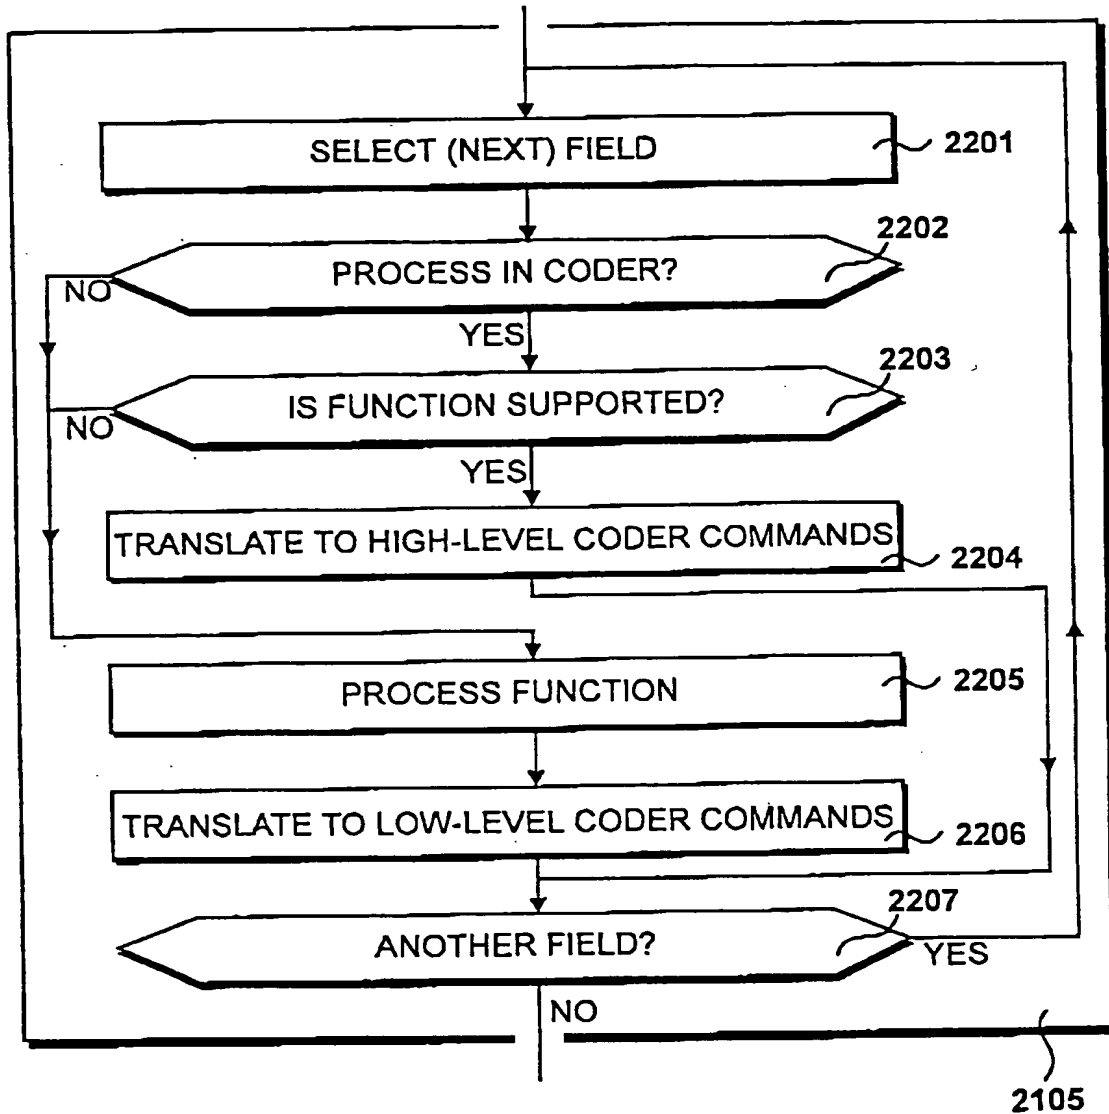 SELECT (NEXT) FIELD
2201
2202
PROCESS IN CODER?
NO
YES
2203
IS FUNCTION SUPPORTED?
NO
YES
TRANSLATE TO HIGH-LEVEL CODER COMMANDS
2204
PROCESS FUNCTION
2205
TRANSLATE TO LOW-LEVEL CODER COMMANDS
2206
2207
ANOTHER FIELD?
YES
NO
2105